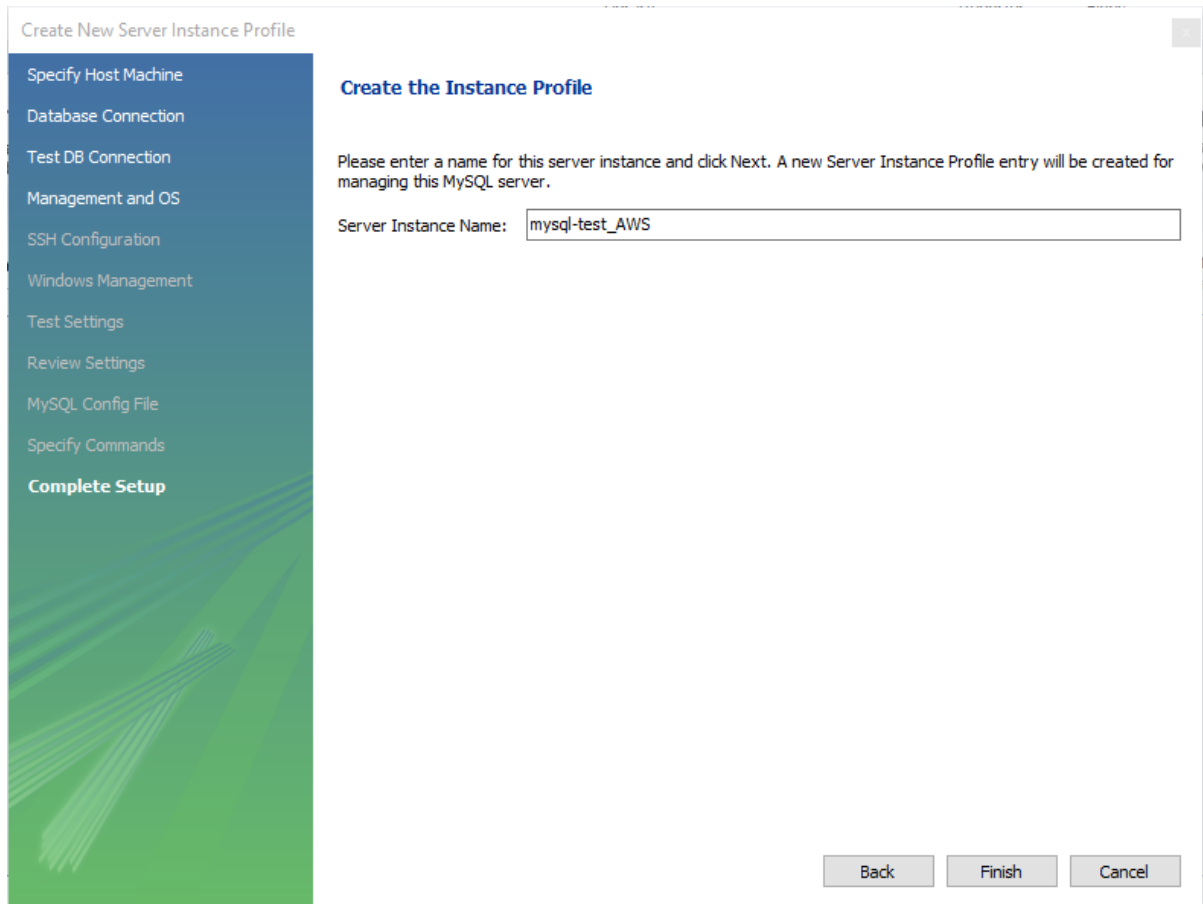 Create New Server Instance Profile
x
Specify Host Machine
Database Connection
Test DB Connection
Management and OS
SSH Configuration
Windows Management
Test Settings
Review Settings
MySQL Config File
Specify Commands
Complete Setup
Create the Instance Profile
Please enter a name for this server instance and click Next. A new Server Instance Profile entry will be created for
managing this MySQL server.
Server Instance Name: mysql-test_AWS
Back Finish Cancel